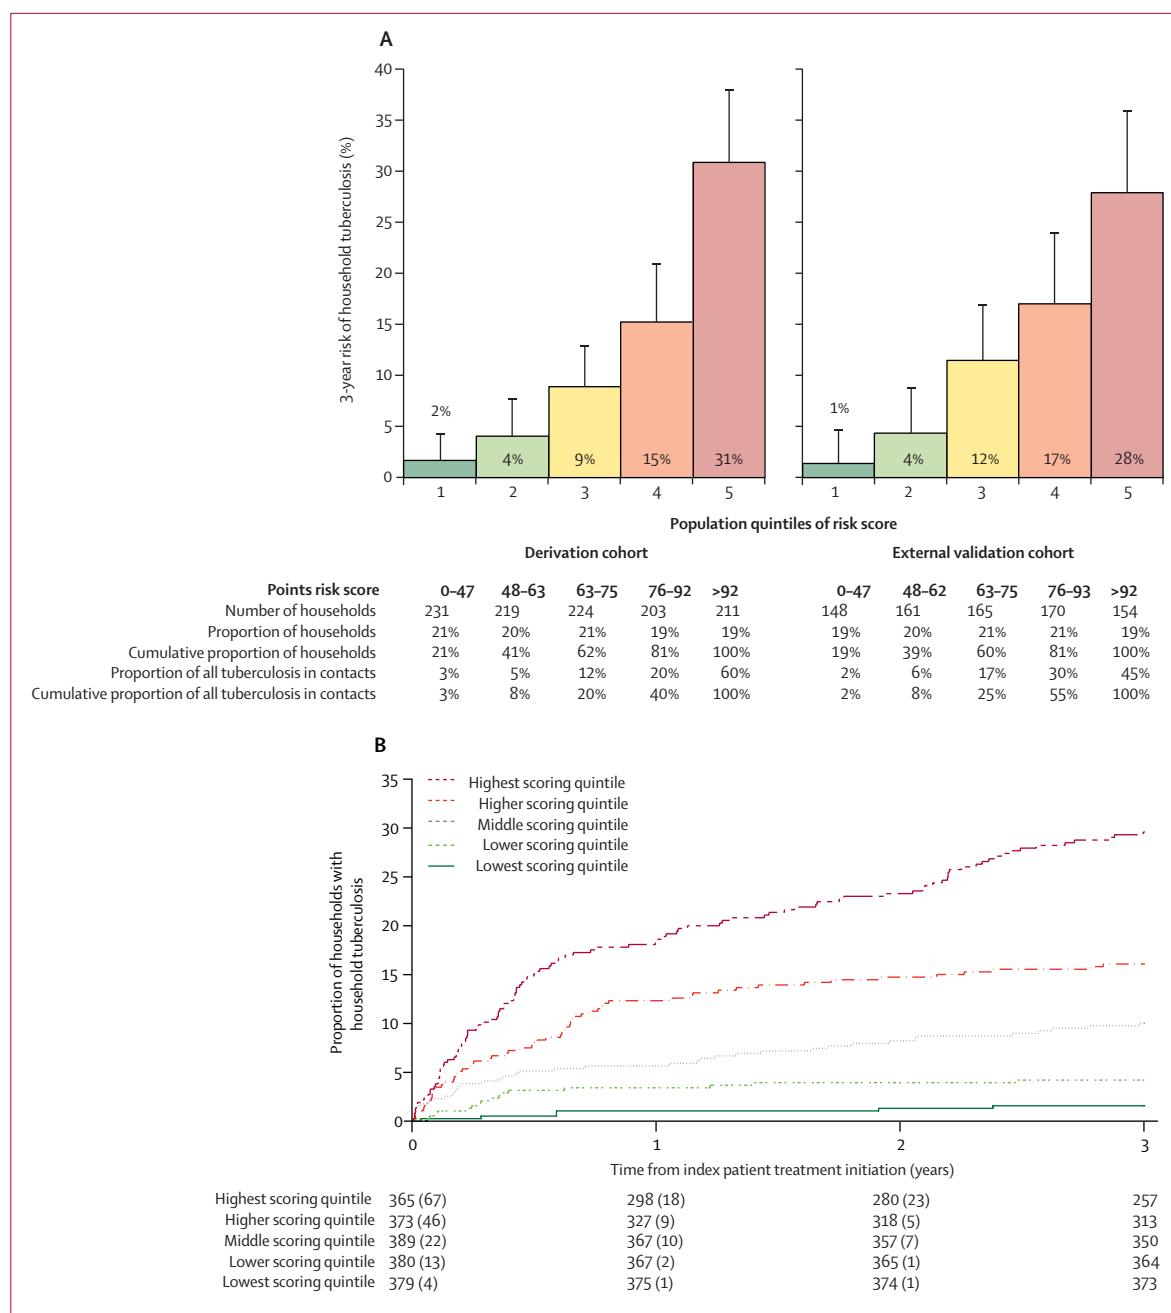 A
40
35
30
25
20
15
10
5
0
3-year risk of household tuberculosis (%)
2% 4% 9% 15% 31%
1% 4% 12% 17% 28%
1 2 3 4 5 1 2 3 4 5
Population quintiles of risk score
Derivation cohort External validation cohort
Points risk score 0–47 48–63 63–75 76–92 >92 0–47 48–62 63–75 76–93 >92
Number of households 231 219 224 203 211 148 161 165 170 154
Proportion of households 21% 20% 21% 19% 19% 19% 20% 21% 21% 19%
Cumulative proportion of households 21% 41% 62% 81% 100% 19% 39% 60% 81% 100%
Proportion of all tuberculosis in contacts 3% 5% 12% 20% 60% 2% 6% 17% 30% 45%
Cumulative proportion of all tuberculosis in contacts 3% 8% 20% 40% 100% 2% 8% 25% 55% 100%
B
35
30
25
20
15
10
5
0
Proportion of households with
household tuberculosis
Highest scoring quintile
Higher scoring quintile
Middle scoring quintile
Lower scoring quintile
Lowest scoring quintile
0 1 2 3
Time from index patient treatment initiation (years)
Highest scoring quintile 365 (67) 298 (18) 280 (23) 257
Higher scoring quintile 373 (46) 327 (9) 318 (5) 313
Middle scoring quintile 389 (22) 367 (10) 357 (7) 350
Lower scoring quintile 380 (13) 367 (2) 365 (1) 364
Lowest scoring quintile 379 (4) 375 (1) 374 (1) 373